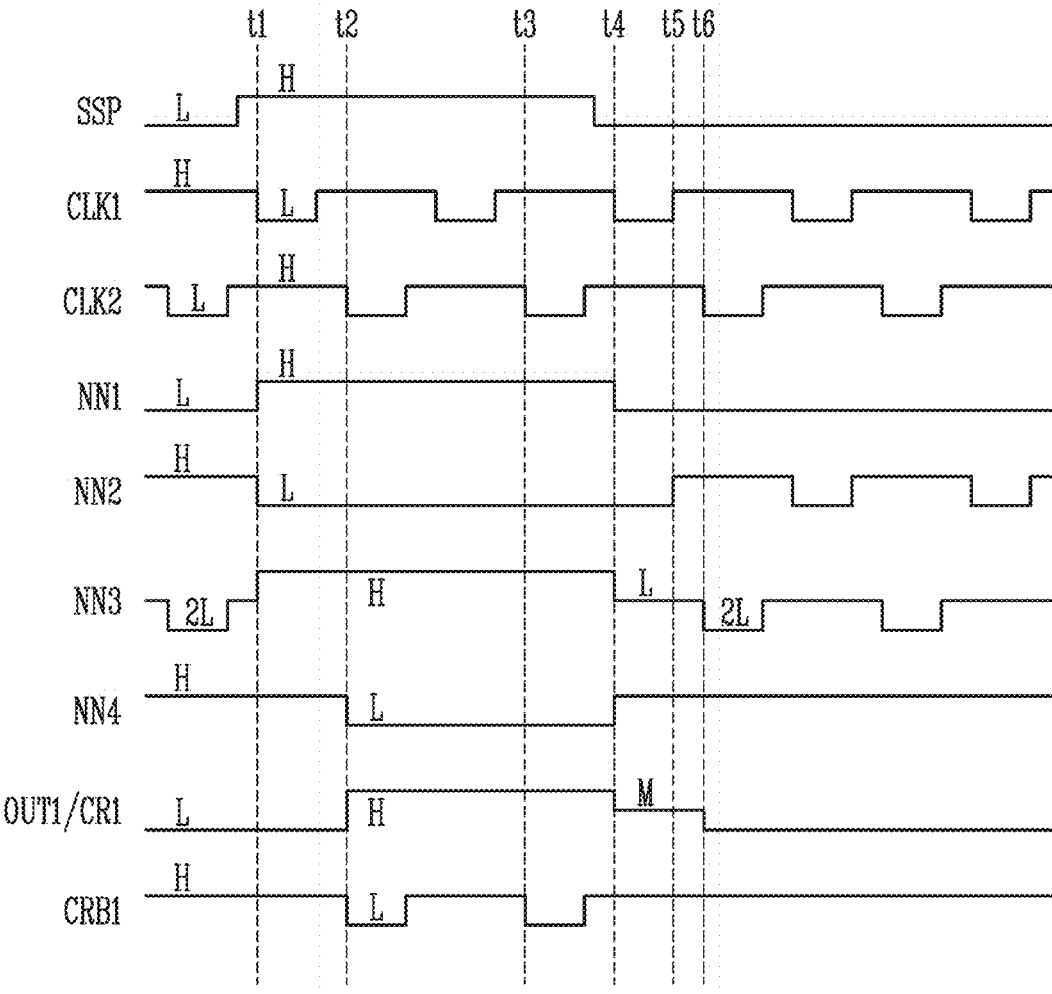 t1 t2 t3 t4 t5 t6
SSP L H
CLK1 H L
CLK2 L H
NN1 L H
NN2 H L
NN3 2L H L 2L
NN4 H L
OUT1/CR1 L H M
CRB1 H L